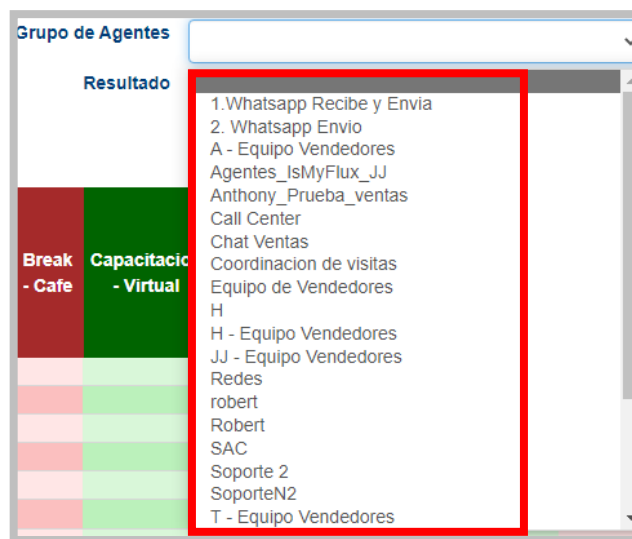 Grupo de Agentes
Resultado
1.Whatsapp Recibe y Envia
2. Whatsapp Envio
A - Equipo Vendedores
Agentes_IsMyFlux_JJ
Anthony_Prueba_ventas
Call Center
Chat Ventas
Coordinacion de visitas
Equipo de Vendedores
H
H - Equipo Vendedores
JJ - Equipo Vendedores
Redes
robert
Robert
SAC
Soporte 2
SoporteN2
T - Equipo Vendedores
Break
- Cafe
Capacitacic
- Virtual